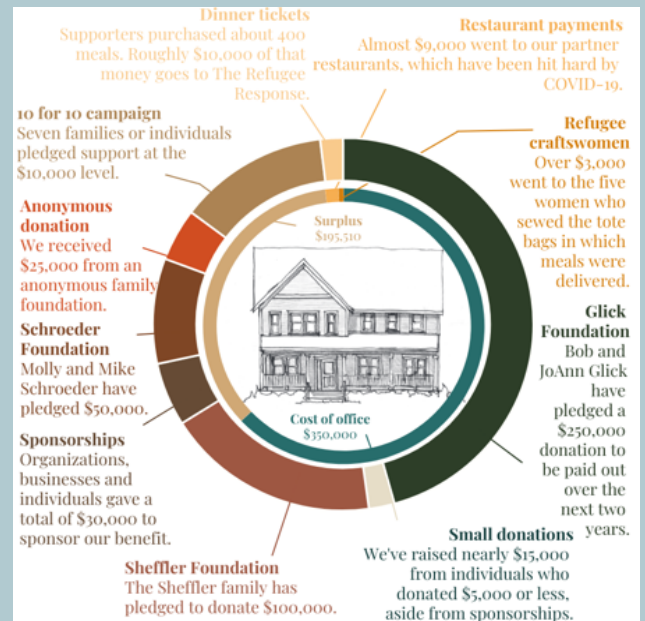 Dinner tickets
Supporters purchased about 400
meals. Roughly $10,000 of that
money goes to The Refugee
Response.
Restaurant payments
Almost $9,000 went to our partner
restaurants, which have been hit hard by
COVID-19.
10 for 10 campaign
Seven families or individuals
pledged support at the
$10,000 level.
Refugee
craftswomen
Over $3,000
went to the five
women who
sewed the tote
bags in which
meals were
delivered.
Anonymous
donation
We received
$25,000 from an
anonymous family
foundation.
Surplus
$195,510
Glick
Foundation
Bob and
JoAnn Glick
have
pledged a
$250,000
donation to
be paid out
over the
next two
years.
Schroeder
Foundation
Molly and Mike
Schroeder have
pledged $50,000.
Cost of office
$350,000
Sponsorships
Organizations,
businesses and
individuals gave a
total of $30,000 to
sponsor our benefit.
Small donations
We've raised nearly $15,000
from individuals who
donated $5,000 or less,
aside from sponsorships.
Sheffler Foundation
The Sheffler family has
pledged to donate $100,000.